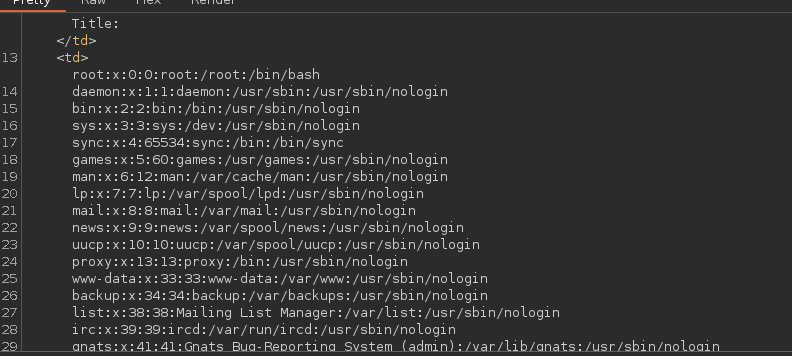 Pretty Raw Hex Render
Title:
</td>
13 <td>
root:x:0:0:root:/root:/bin/bash
14 daemon:x:1:1:daemon:/usr/sbin:/usr/sbin/nologin
15 bin:x:2:2:bin:/bin:/usr/sbin/nologin
16 sys:x:3:3:sys:/dev:/usr/sbin/nologin
17 sync:x:4:65534:sync:/bin:/bin/sync
18 games:x:5:60:games:/usr/games:/usr/sbin/nologin
19 man:x:6:12:man:/var/cache/man:/usr/sbin/nologin
20 lp:x:7:7:lp:/var/spool/lpd:/usr/sbin/nologin
21 mail:x:8:8:mail:/var/mail:/usr/sbin/nologin
22 news:x:9:9:news:/var/spool/news:/usr/sbin/nologin
23 uucp:x:10:10:uucp:/var/spool/uucp:/usr/sbin/nologin
24 proxy:x:13:13:proxy:/bin:/usr/sbin/nologin
25 www-data:x:33:33:www-data:/var/www:/usr/sbin/nologin
26 backup:x:34:34:backup:/var/backups:/usr/sbin/nologin
27 list:x:38:38:Mailing List Manager:/var/list:/usr/sbin/nologin
28 irc:x:39:39:ircd:/var/run/ircd:/usr/sbin/nologin
29 gnats:x:41:41:Gnats Bug-Reporting System (admin):/var/lib/gnats:/usr/sbin/nologin